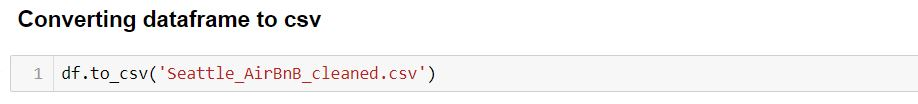 Converting dataframe to csv
1 df.to_csv('Seattle_AirBnB_cleaned.csv')